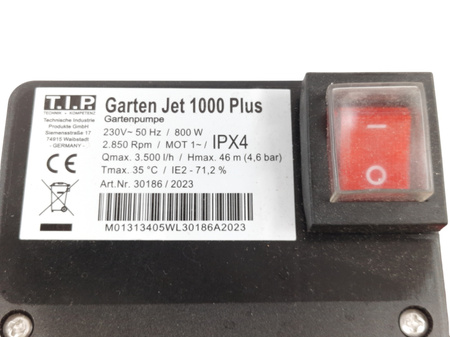 T.I.P.
TECHNIK + KOMPETENZ
Technische Industrie
Produkte GmbH
Siemensstraße 17
74915 Waibstadt
- GERMANY -
Garten Jet 1000 Plus
Gartenpumpe
230V~ 50 Hz / 800 W
2.850 Rpm / MOT 1~ / IPX4
Qmax. 3.500 l/h / Hmax. 46 m (4,6 bar)
Tmax. 35 °C / IE2 - 71,2 %
Art.Nr. 30186 / 2023
CE
M01313405WL30186A2023